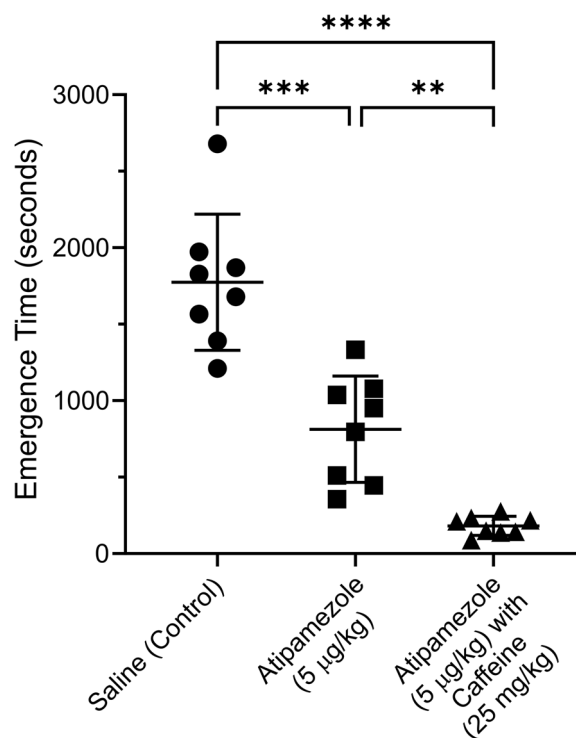 ****
*** **
3000
2000
1000
0
Emergence Time (seconds)
Saline (Control)
Atipamezole
(5 µg/kg)
Atipamezole
(5 µg/kg) with
Caffeine
(25 mg/kg)